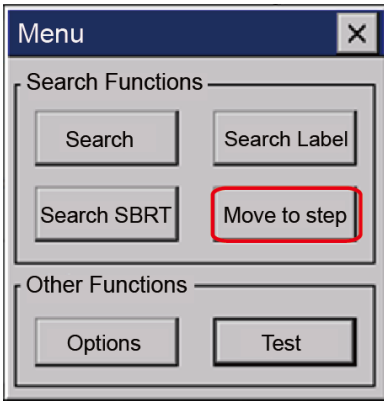 Menu
Search Functions
Search
Search Label
Search SBRT
Move to step
Other Functions
Options
Test